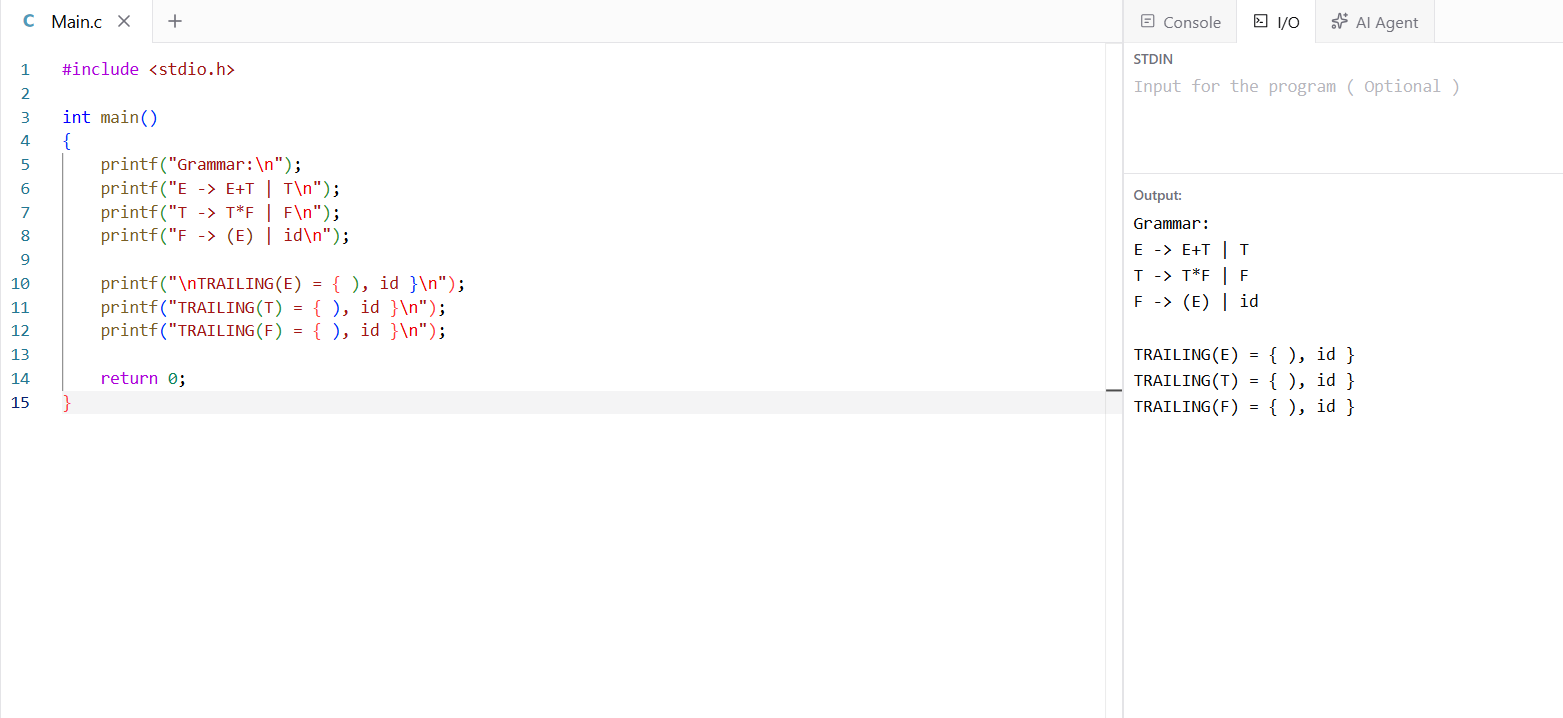 C Main.c × +
1 #include <stdio.h>
2
3 int main()
4 {
5     printf("Grammar:\n");
6     printf("E -> E+T | T\n");
7     printf("T -> T*F | F\n");
8     printf("F -> (E) | id\n");
9
10     printf("\nTRAILING(E) = { ), id }\n");
11     printf("TRAILING(T) = { ), id }\n");
12     printf("TRAILING(F) = { ), id }\n");
13
14     return 0;
15 }
Console I/O AI Agent
STDIN
Input for the program ( Optional )
Output:
Grammar:
E -> E+T | T
T -> T*F | F
F -> (E) | id

TRAILING(E) = { ), id }
TRAILING(T) = { ), id }
TRAILING(F) = { ), id }